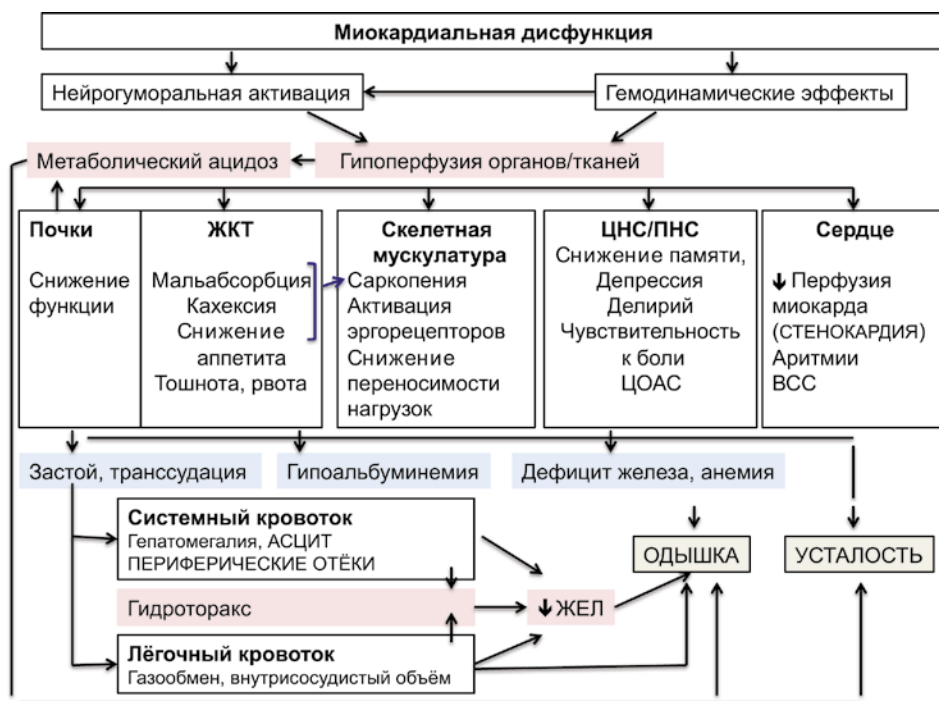 Миокардиальная дисфункция
Нейрогуморальная активация
Гемодинамические эффекты
Метаболический ацидоз
Гипоперфузия органов/тканей
Почки
Снижение
функции
ЖКТ
Мальабсорбция
Кахексия
Снижение
аппетита
Тошнота, рвота
Скелетная
мускулатура
Саркопения
Активация
эргорецепторов
Снижение
переносимости
нагрузок
ЦНС/ПНС
Снижение памяти,
Депрессия
Делирий
Чувствительность
к боли
ЦОАС
Сердце
↓ Перфузия
миокарда
(СТЕНОКАРДИЯ)
Аритмии
ВСС
Застой, транссудация
Гипоальбуминемия
Дефицит железа, анемия
Системный кровоток
Гепатомегалия, АСЦИТ
ПЕРИФЕРИЧЕСКИЕ ОТЁКИ
ОДЫШКА
УСТАЛОСТЬ
Гидроторакс
↓ ЖЕЛ
Лёгочный кровоток
Газообмен, внутрисосудистый объём